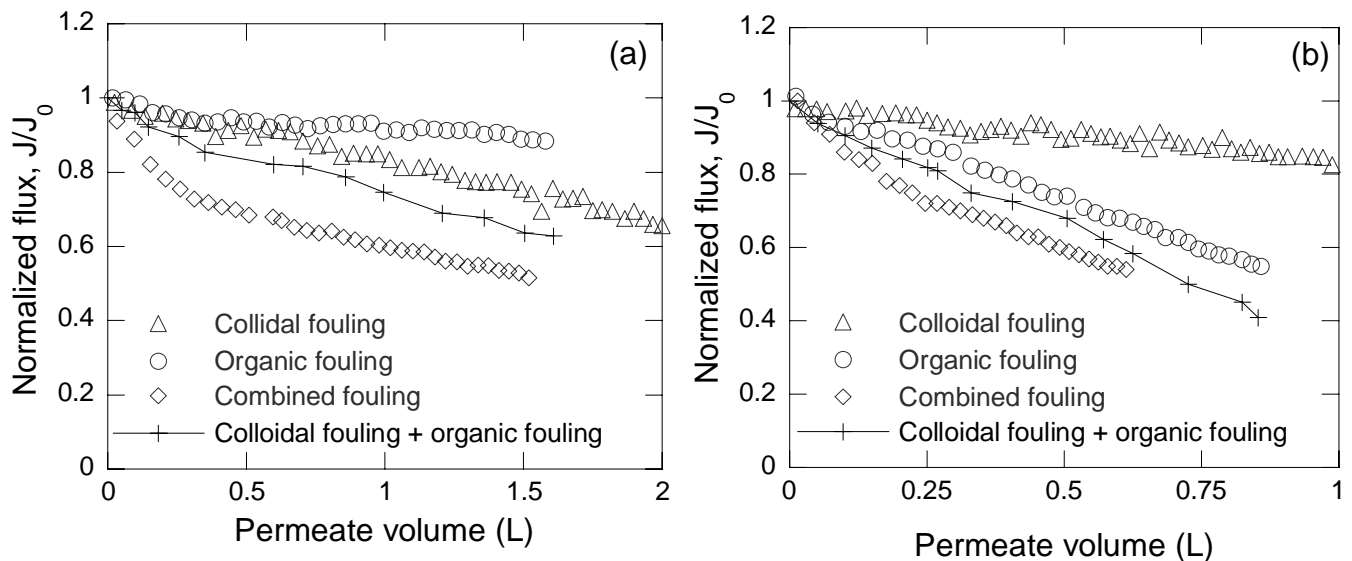 (a)
Normalized flux, J/J0
1.2
1
0.8
0.6
0.4
0.2
0
Collidal fouling
Organic fouling
Combined fouling
Colloidal fouling + organic fouling
0 0.5 1 1.5 2
Permeate volume (L)
(b)
Normalized flux, J/J0
1.2
1
0.8
0.6
0.4
0.2
0
Colloidal fouling
Organic fouling
Combined fouling
Colloidal fouling + organic fouling
0 0.25 0.5 0.75 1
Permeate volume (L)